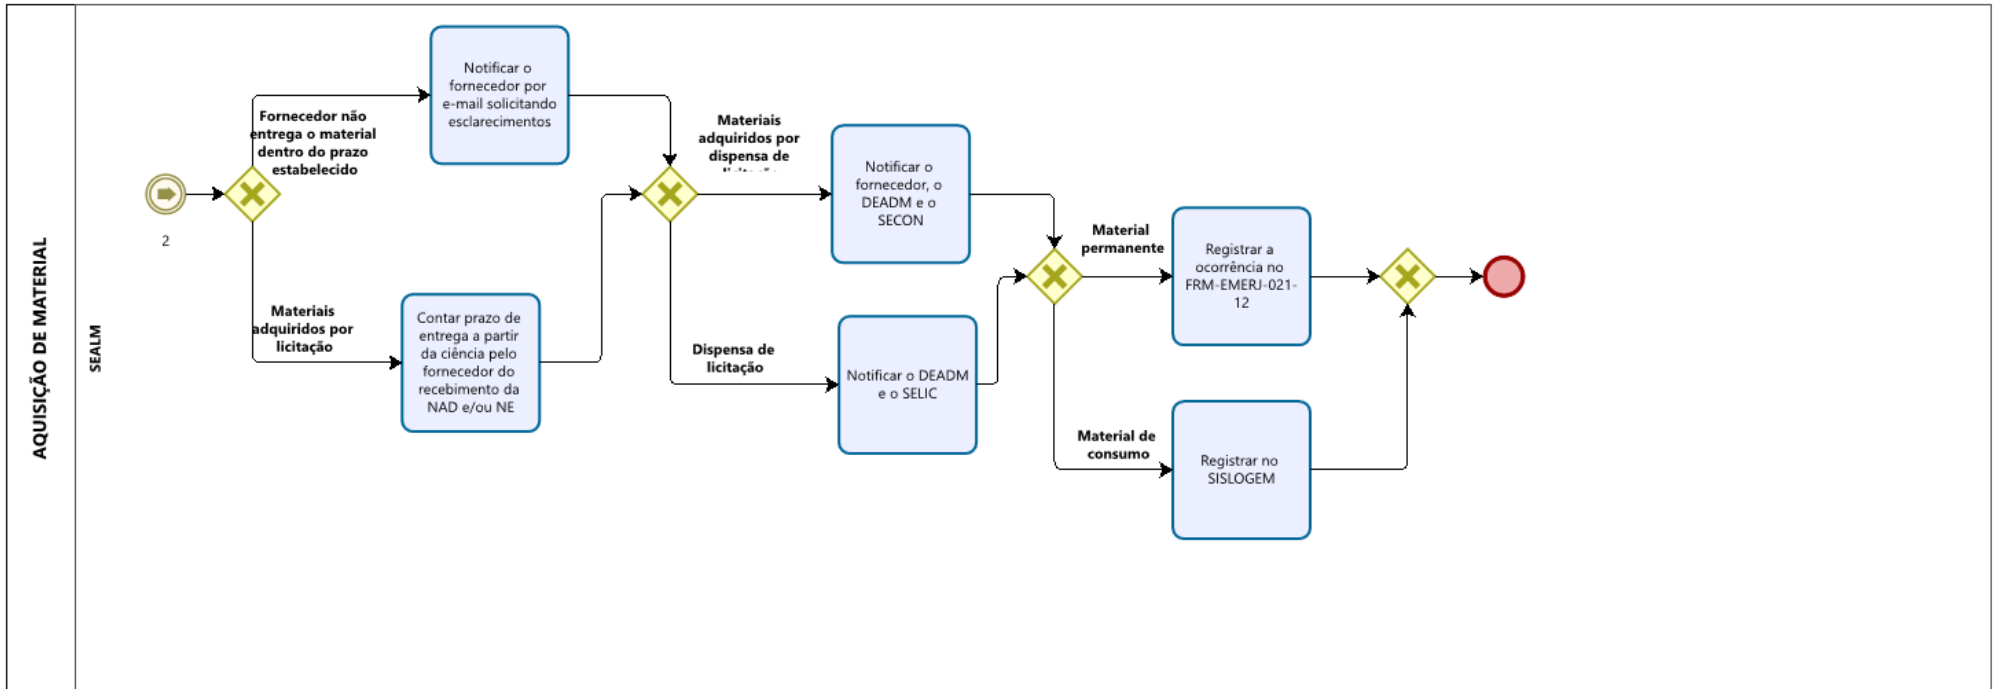 AQUISIÇÃO DE MATERIAL
SEALM
2
Fornecedor não
entrega o material
dentro do prazo
estabelecido
Notificar o
fornecedor por
e-mail solicitando
esclarecimentos
Materiais
adquiridos por
licitação
Contar prazo de
entrega a partir
da ciência pelo
fornecedor do
recebimento da
NAD e/ou NE
Materiais
adquiridos por
dispensa de
Notificar o
fornecedor, o
DEADM e o
SECON
Dispensa de
licitação
Notificar o DEADM
e o SELIC
Material
permanente
Registrar a
ocorrência no
FRM-EMERJ-021-
12
Material de
consumo
Registrar no
SISLOGEM